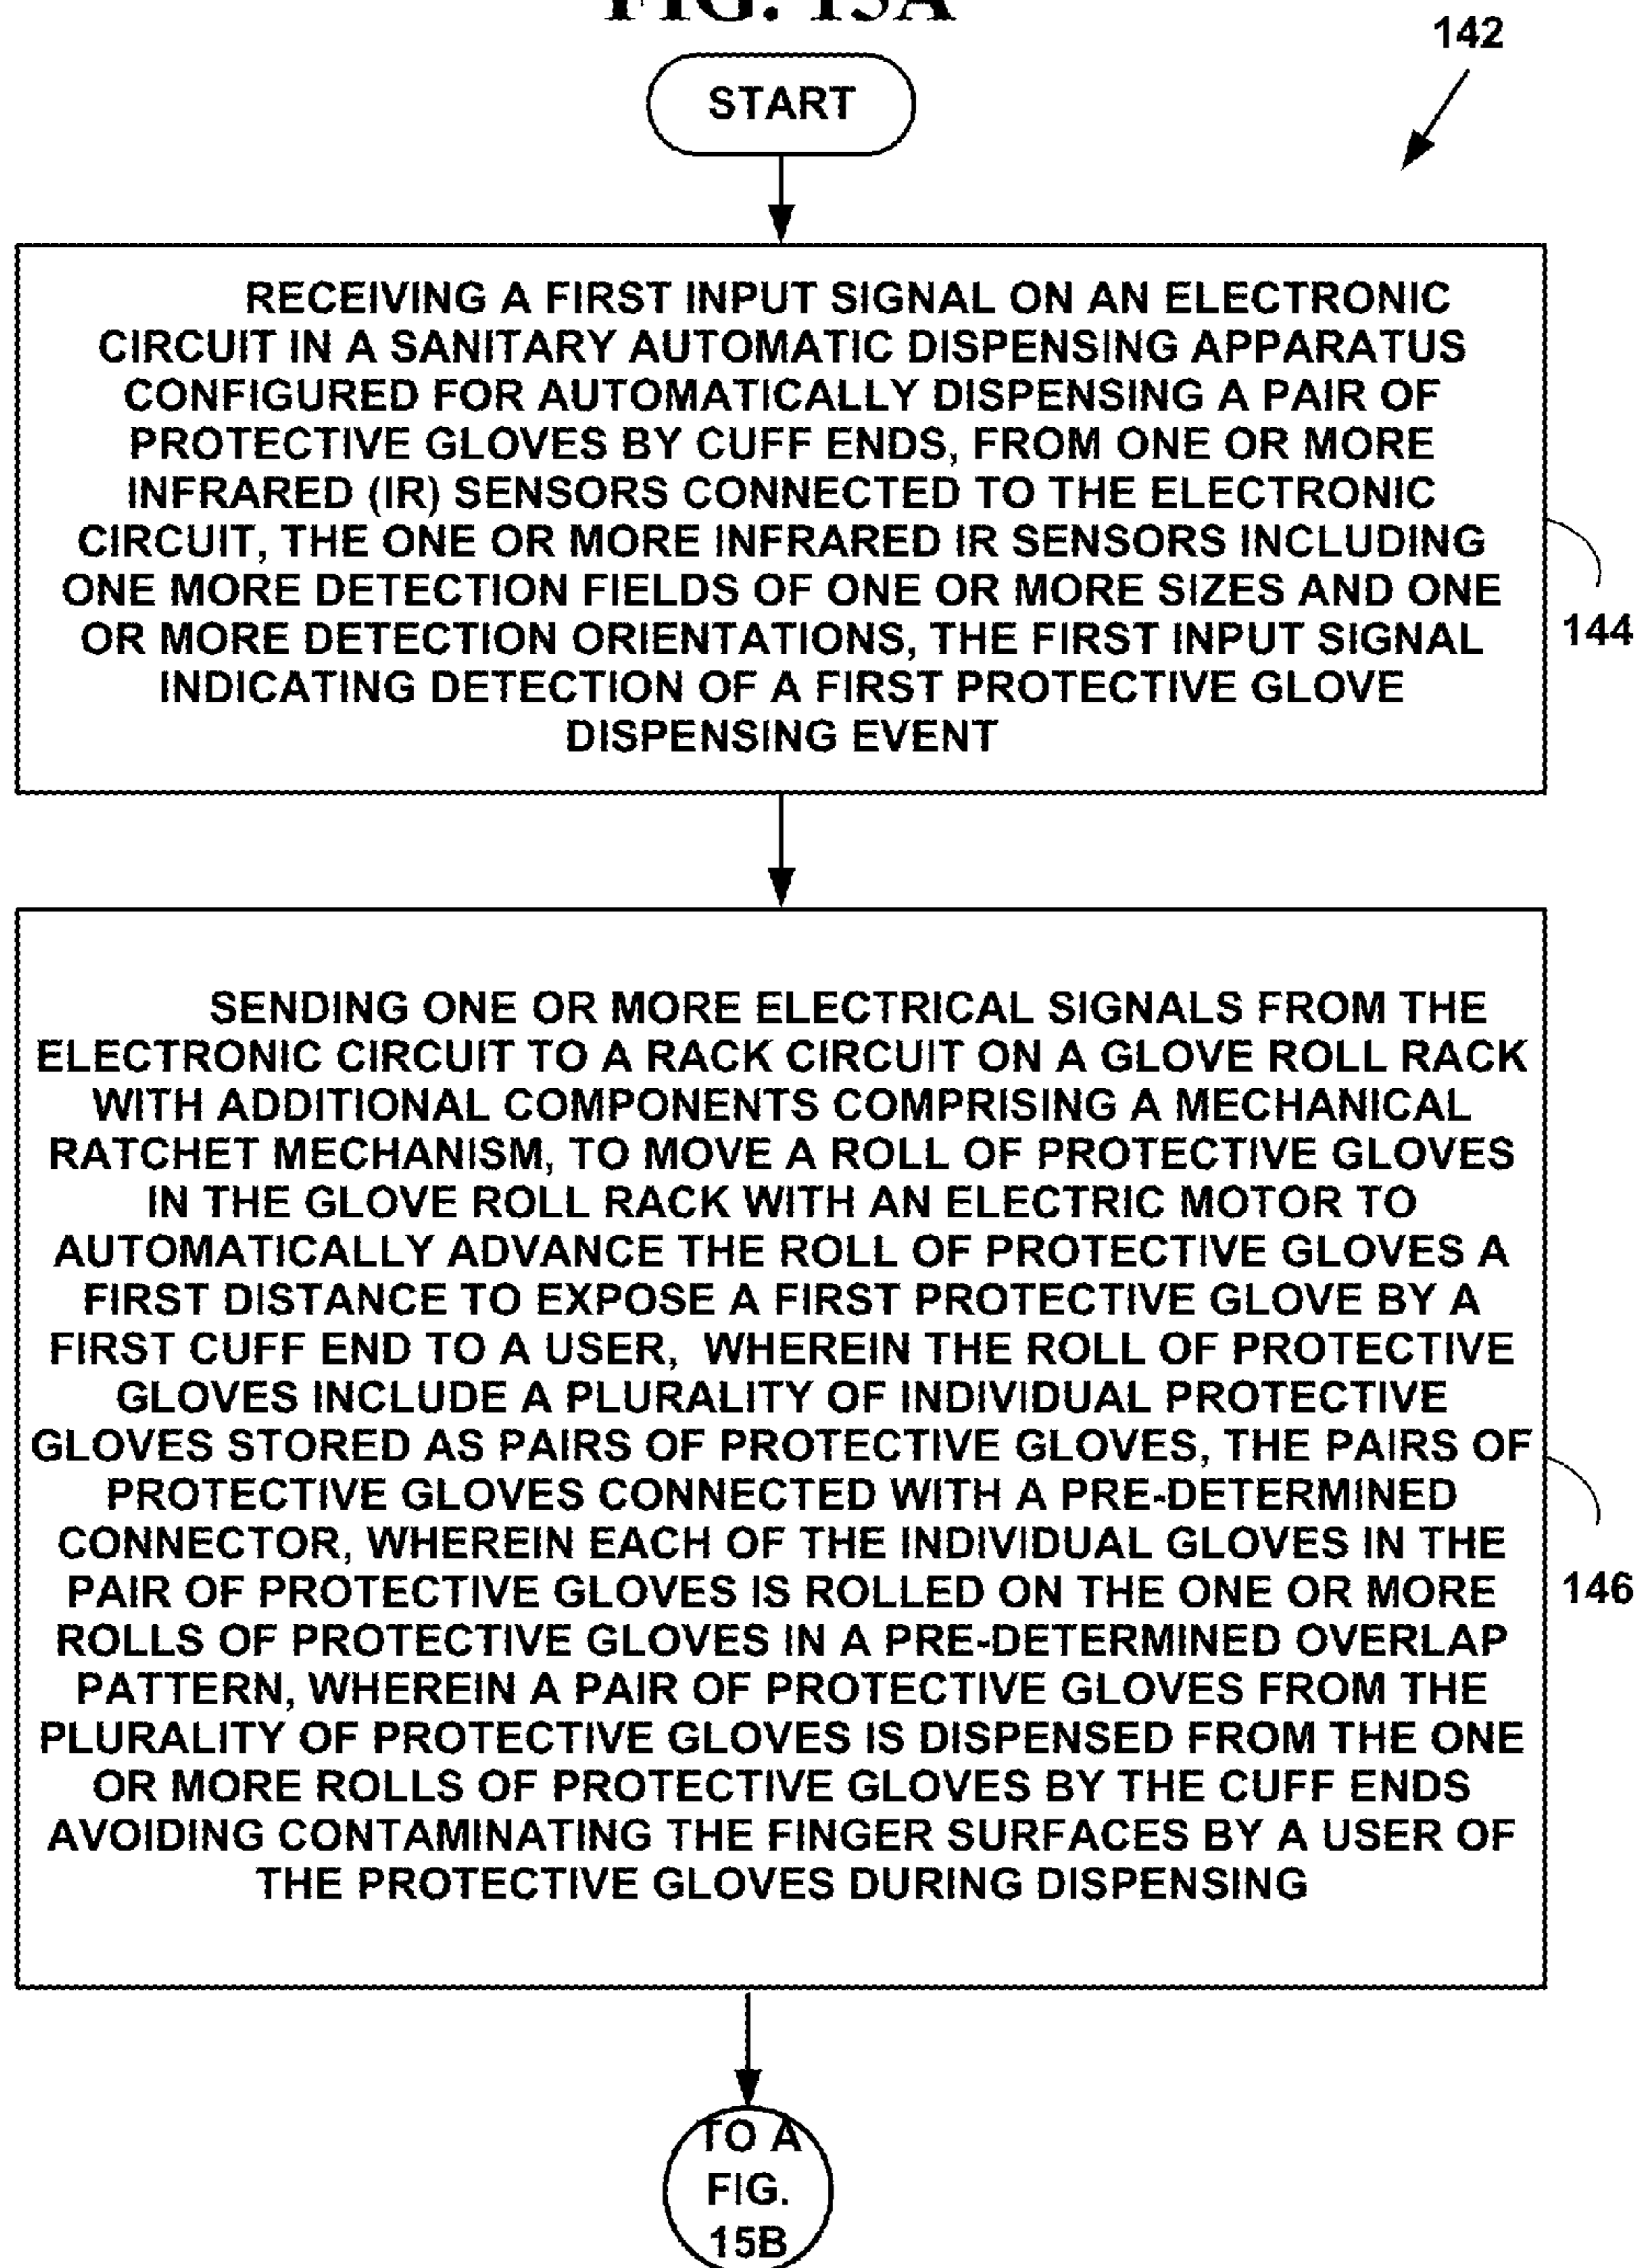 FIG. 15A
142
START
RECEIVING A FIRST INPUT SIGNAL ON AN ELECTRONIC
CIRCUIT IN A SANITARY AUTOMATIC DISPENSING APPARATUS
CONFIGURED FOR AUTOMATICALLY DISPENSING A PAIR OF
PROTECTIVE GLOVES BY CUFF ENDS, FROM ONE OR MORE
INFRARED (IR) SENSORS CONNECTED TO THE ELECTRONIC
CIRCUIT, THE ONE OR MORE INFRARED IR SENSORS INCLUDING
ONE MORE DETECTION FIELDS OF ONE OR MORE SIZES AND ONE
OR MORE DETECTION ORIENTATIONS, THE FIRST INPUT SIGNAL
INDICATING DETECTION OF A FIRST PROTECTIVE GLOVE
DISPENSING EVENT
144
SENDING ONE OR MORE ELECTRICAL SIGNALS FROM THE
ELECTRONIC CIRCUIT TO A RACK CIRCUIT ON A GLOVE ROLL RACK
WITH ADDITIONAL COMPONENTS COMPRISING A MECHANICAL
RATCHET MECHANISM, TO MOVE A ROLL OF PROTECTIVE GLOVES
IN THE GLOVE ROLL RACK WITH AN ELECTRIC MOTOR TO
AUTOMATICALLY ADVANCE THE ROLL OF PROTECTIVE GLOVES A
FIRST DISTANCE TO EXPOSE A FIRST PROTECTIVE GLOVE BY A
FIRST CUFF END TO A USER, WHEREIN THE ROLL OF PROTECTIVE
GLOVES INCLUDE A PLURALITY OF INDIVIDUAL PROTECTIVE
GLOVES STORED AS PAIRS OF PROTECTIVE GLOVES, THE PAIRS OF
PROTECTIVE GLOVES CONNECTED WITH A PRE-DETERMINED
CONNECTOR, WHEREIN EACH OF THE INDIVIDUAL GLOVES IN THE
PAIR OF PROTECTIVE GLOVES IS ROLLED ON THE ONE OR MORE
ROLLS OF PROTECTIVE GLOVES IN A PRE-DETERMINED OVERLAP
PATTERN, WHEREIN A PAIR OF PROTECTIVE GLOVES FROM THE
PLURALITY OF PROTECTIVE GLOVES IS DISPENSED FROM THE ONE
OR MORE ROLLS OF PROTECTIVE GLOVES BY THE CUFF ENDS
AVOIDING CONTAMINATING THE FINGER SURFACES BY A USER OF
THE PROTECTIVE GLOVES DURING DISPENSING
146
TO A
FIG.
15B